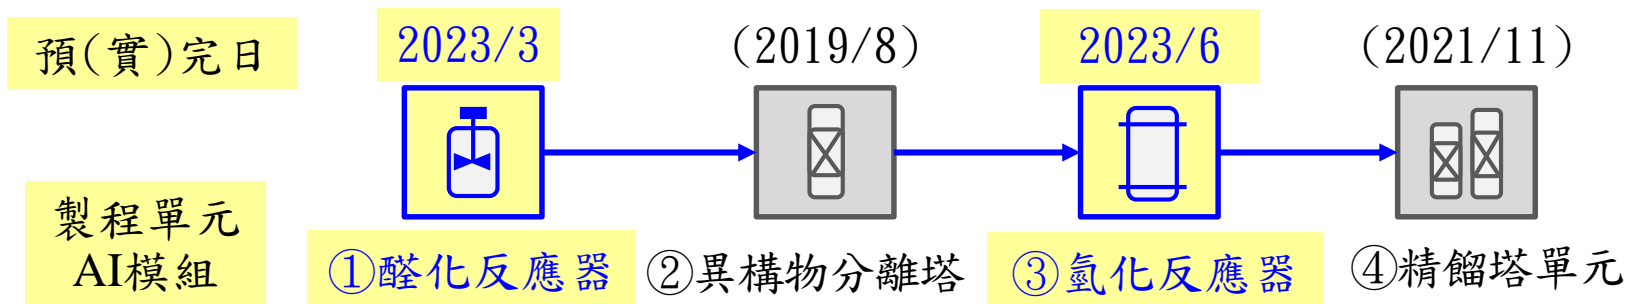 預(實)完日
2023/3
(2019/8)
2023/6
(2021/11)
製程單元
AI模組
①醛化反應器
②異構物分離塔
③氫化反應器
④精餾塔單元